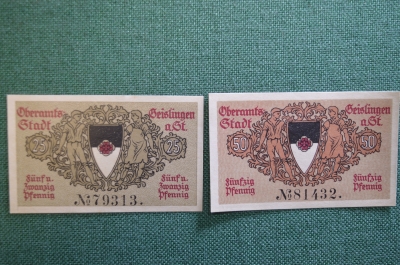 Oberamts
Stadt
Geislingen
a.St.
25
25
Fünf u.
Zwanzig
Pfennig
Fünf u.
Zwanzig
Pfennig
No 79313.
Oberamts
Stadt
Geislingen
a.St.
50
50
Fünfzig
Pfennig
Fünfzig
Pfennig
No 81432.